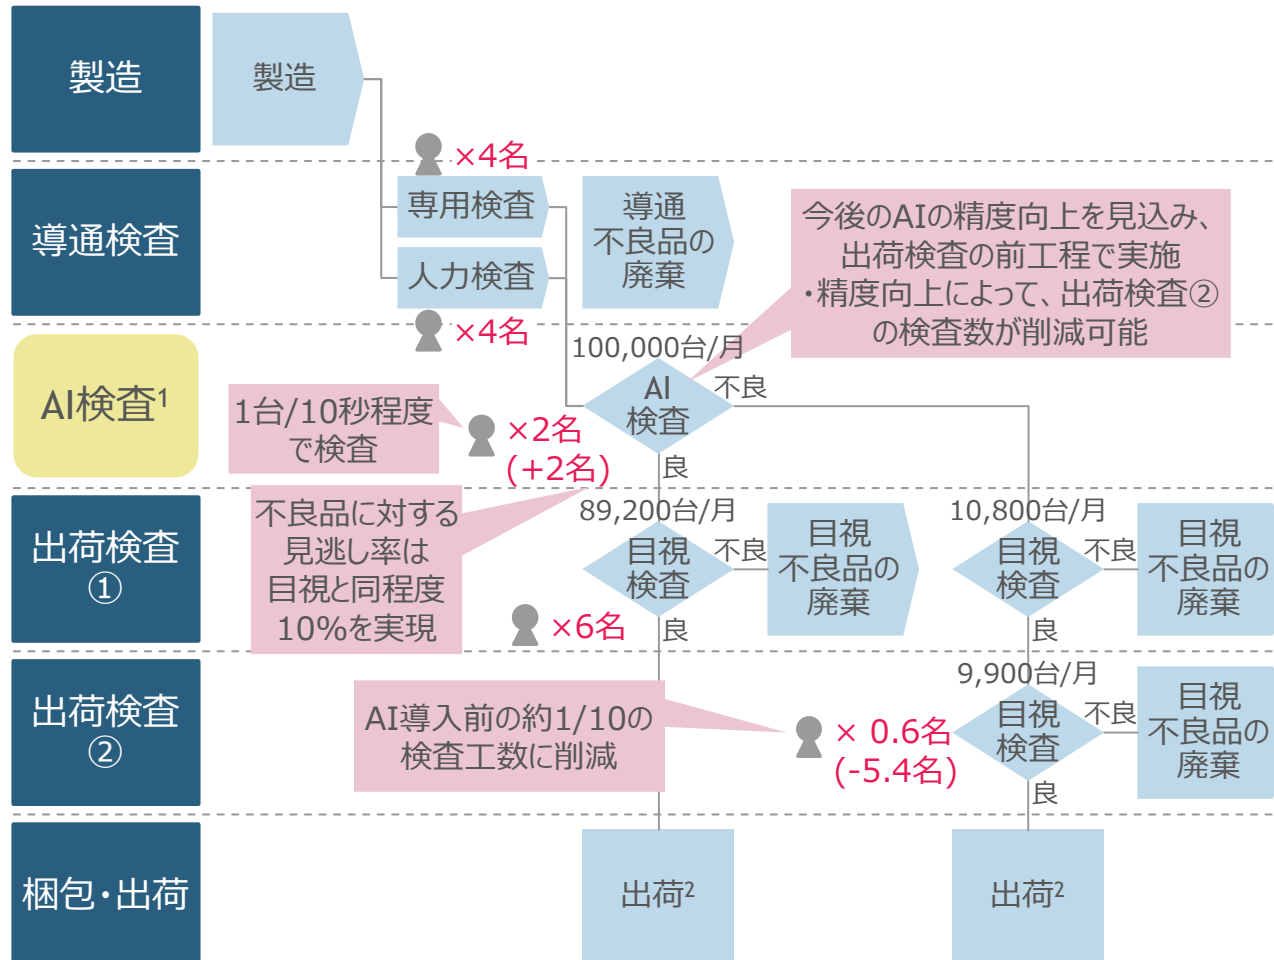 製造
製造
×4名
導通検査
専用検査
人力検査
×4名
導通
不良品の
廃棄
今後のAIの精度向上を見込み、
出荷検査の前工程で実施
・精度向上によって、出荷検査②
の検査数が削減可能
AI検査1
1台/10秒程度
で検査
×2名
(+2名)
100,000台/月
AI
検査
不良
良
出荷検査
①
不良品に対する
見逃し率は
目視と同程度
10%を実現
×6名
89,200台/月
目視
検査
不良
良
目視
不良品の
廃棄
10,800台/月
目視
検査
不良
良
目視
不良品の
廃棄
出荷検査
②
AI導入前の約1/10の
検査工数に削減
× 0.6名
(-5.4名)
9,900台/月
目視
検査
不良
良
目視
不良品の
廃棄
梱包・出荷
出荷2
出荷2